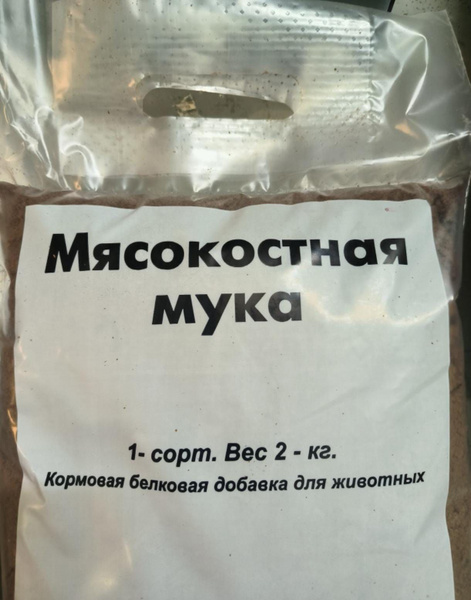 Мясокостная
мука
1- сорт. Вес 2 - кг.
Кормовая белковая добавка для животных